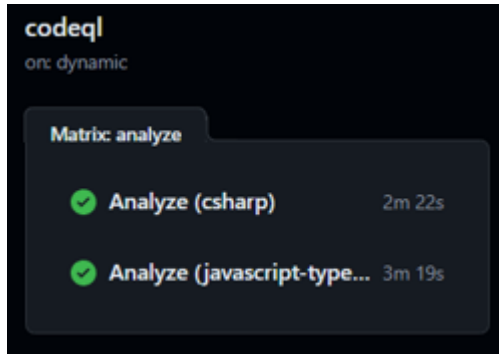 codeql
on: dynamic
Matrix: analyze
Analyze (csharp) 2m 22s
Analyze (javascript-type... 3m 19s